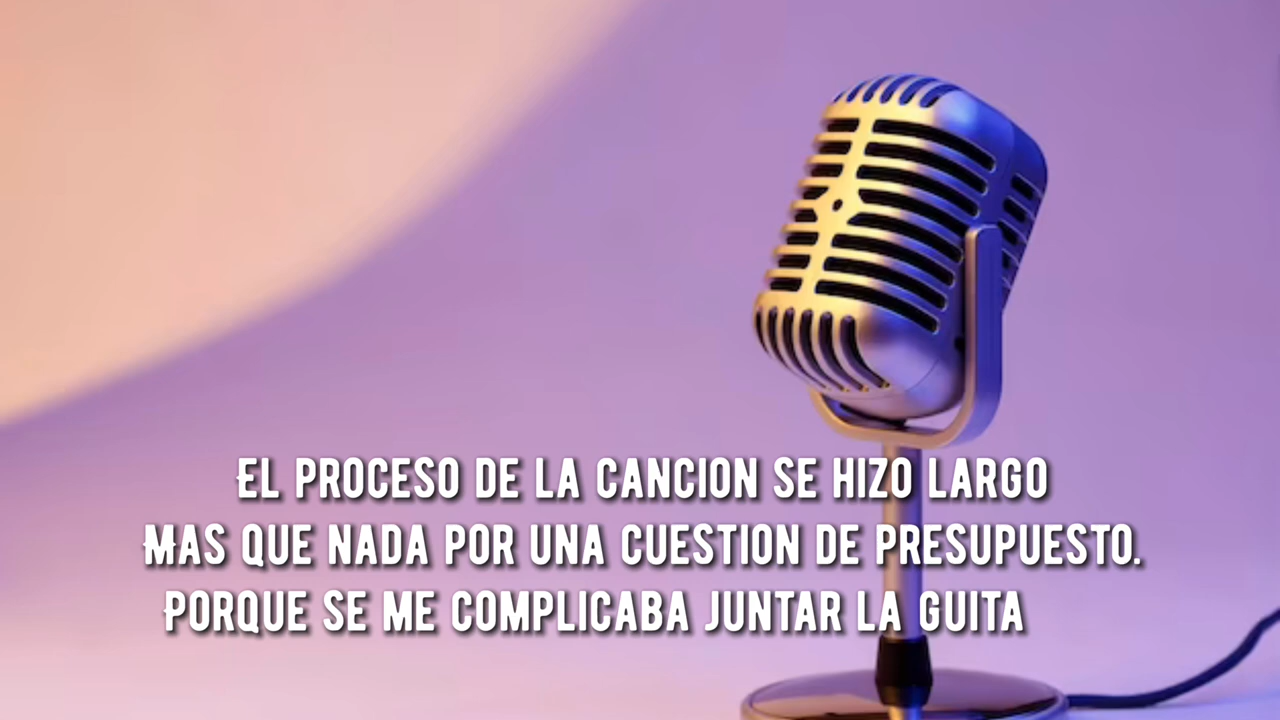 El proceso de la cancion se hizo largo
Mas que nada por una cuestion de presupuesto.
Porque se me complicaba juntar la guita